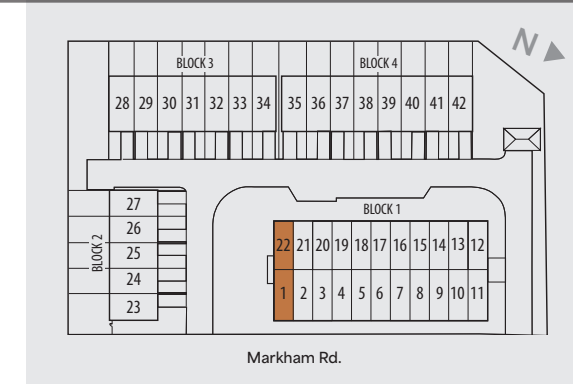 N
BLOCK 3
BLOCK 4
28 29 30 31 32 33 34 35 36 37 38 39 40 41 42
27
BLOCK 1
26
BLOCK 2
25
22 21 20 19 18 17 16 15 14 13 12
24
1 2 3 4 5 6 7 8 9 10 11
23
Markham Rd.